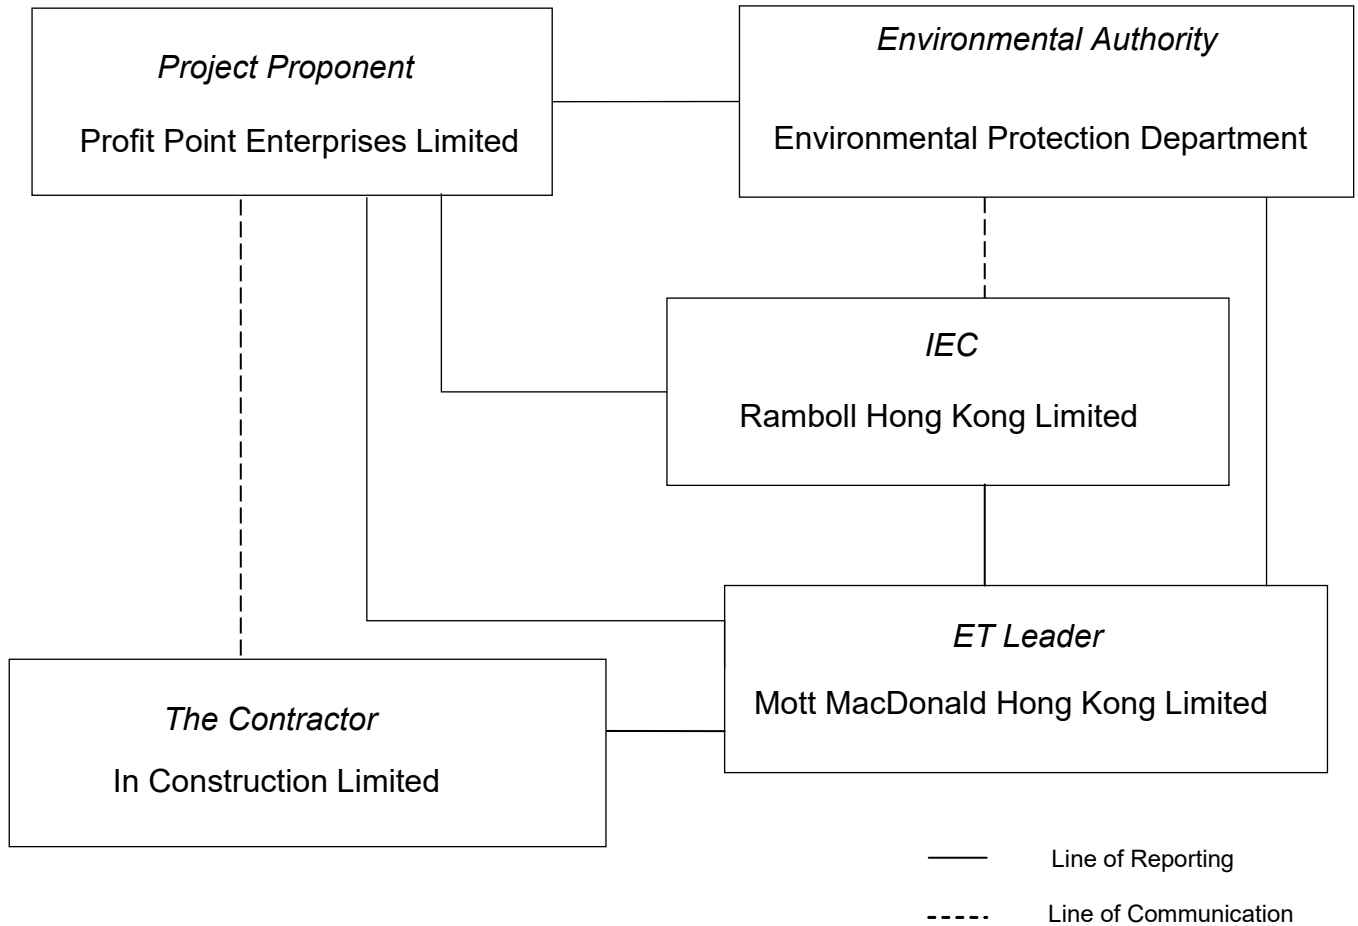 Project Proponent
Profit Point Enterprises Limited
Environmental Authority
Environmental Protection Department
IEC
Ramboll Hong Kong Limited
ET Leader
Mott MacDonald Hong Kong Limited
The Contractor
In Construction Limited
Line of Reporting
Line of Communication